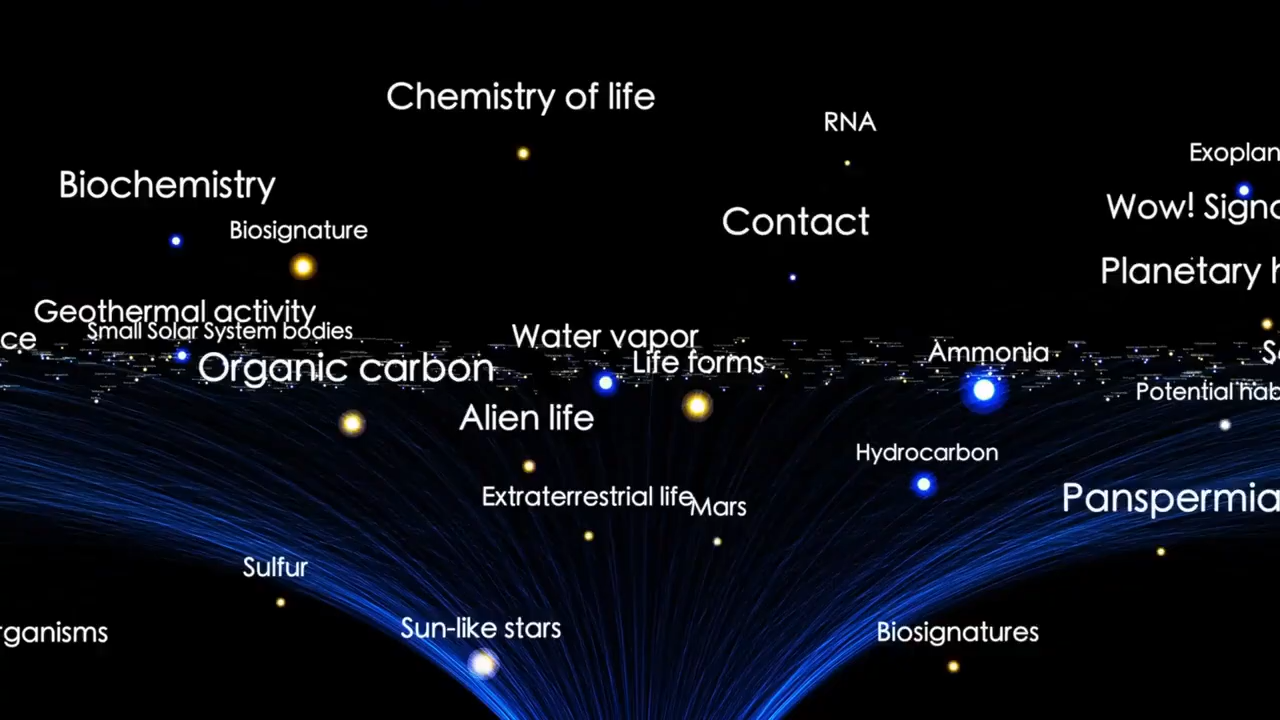 Chemistry of life
RNA
Exoplan
Biochemistry
Wow! Signa
Contact
Biosignature
Planetary h
Geothermal activity
Small Solar System bodies
ce
Water vapor
Life forms
Ammonia
Organic carbon
Potential hab
Alien life
Hydrocarbon
Extraterrestrial life
Mars
Panspermia
Sulfur
Sun-like stars
rganisms
Biosignatures